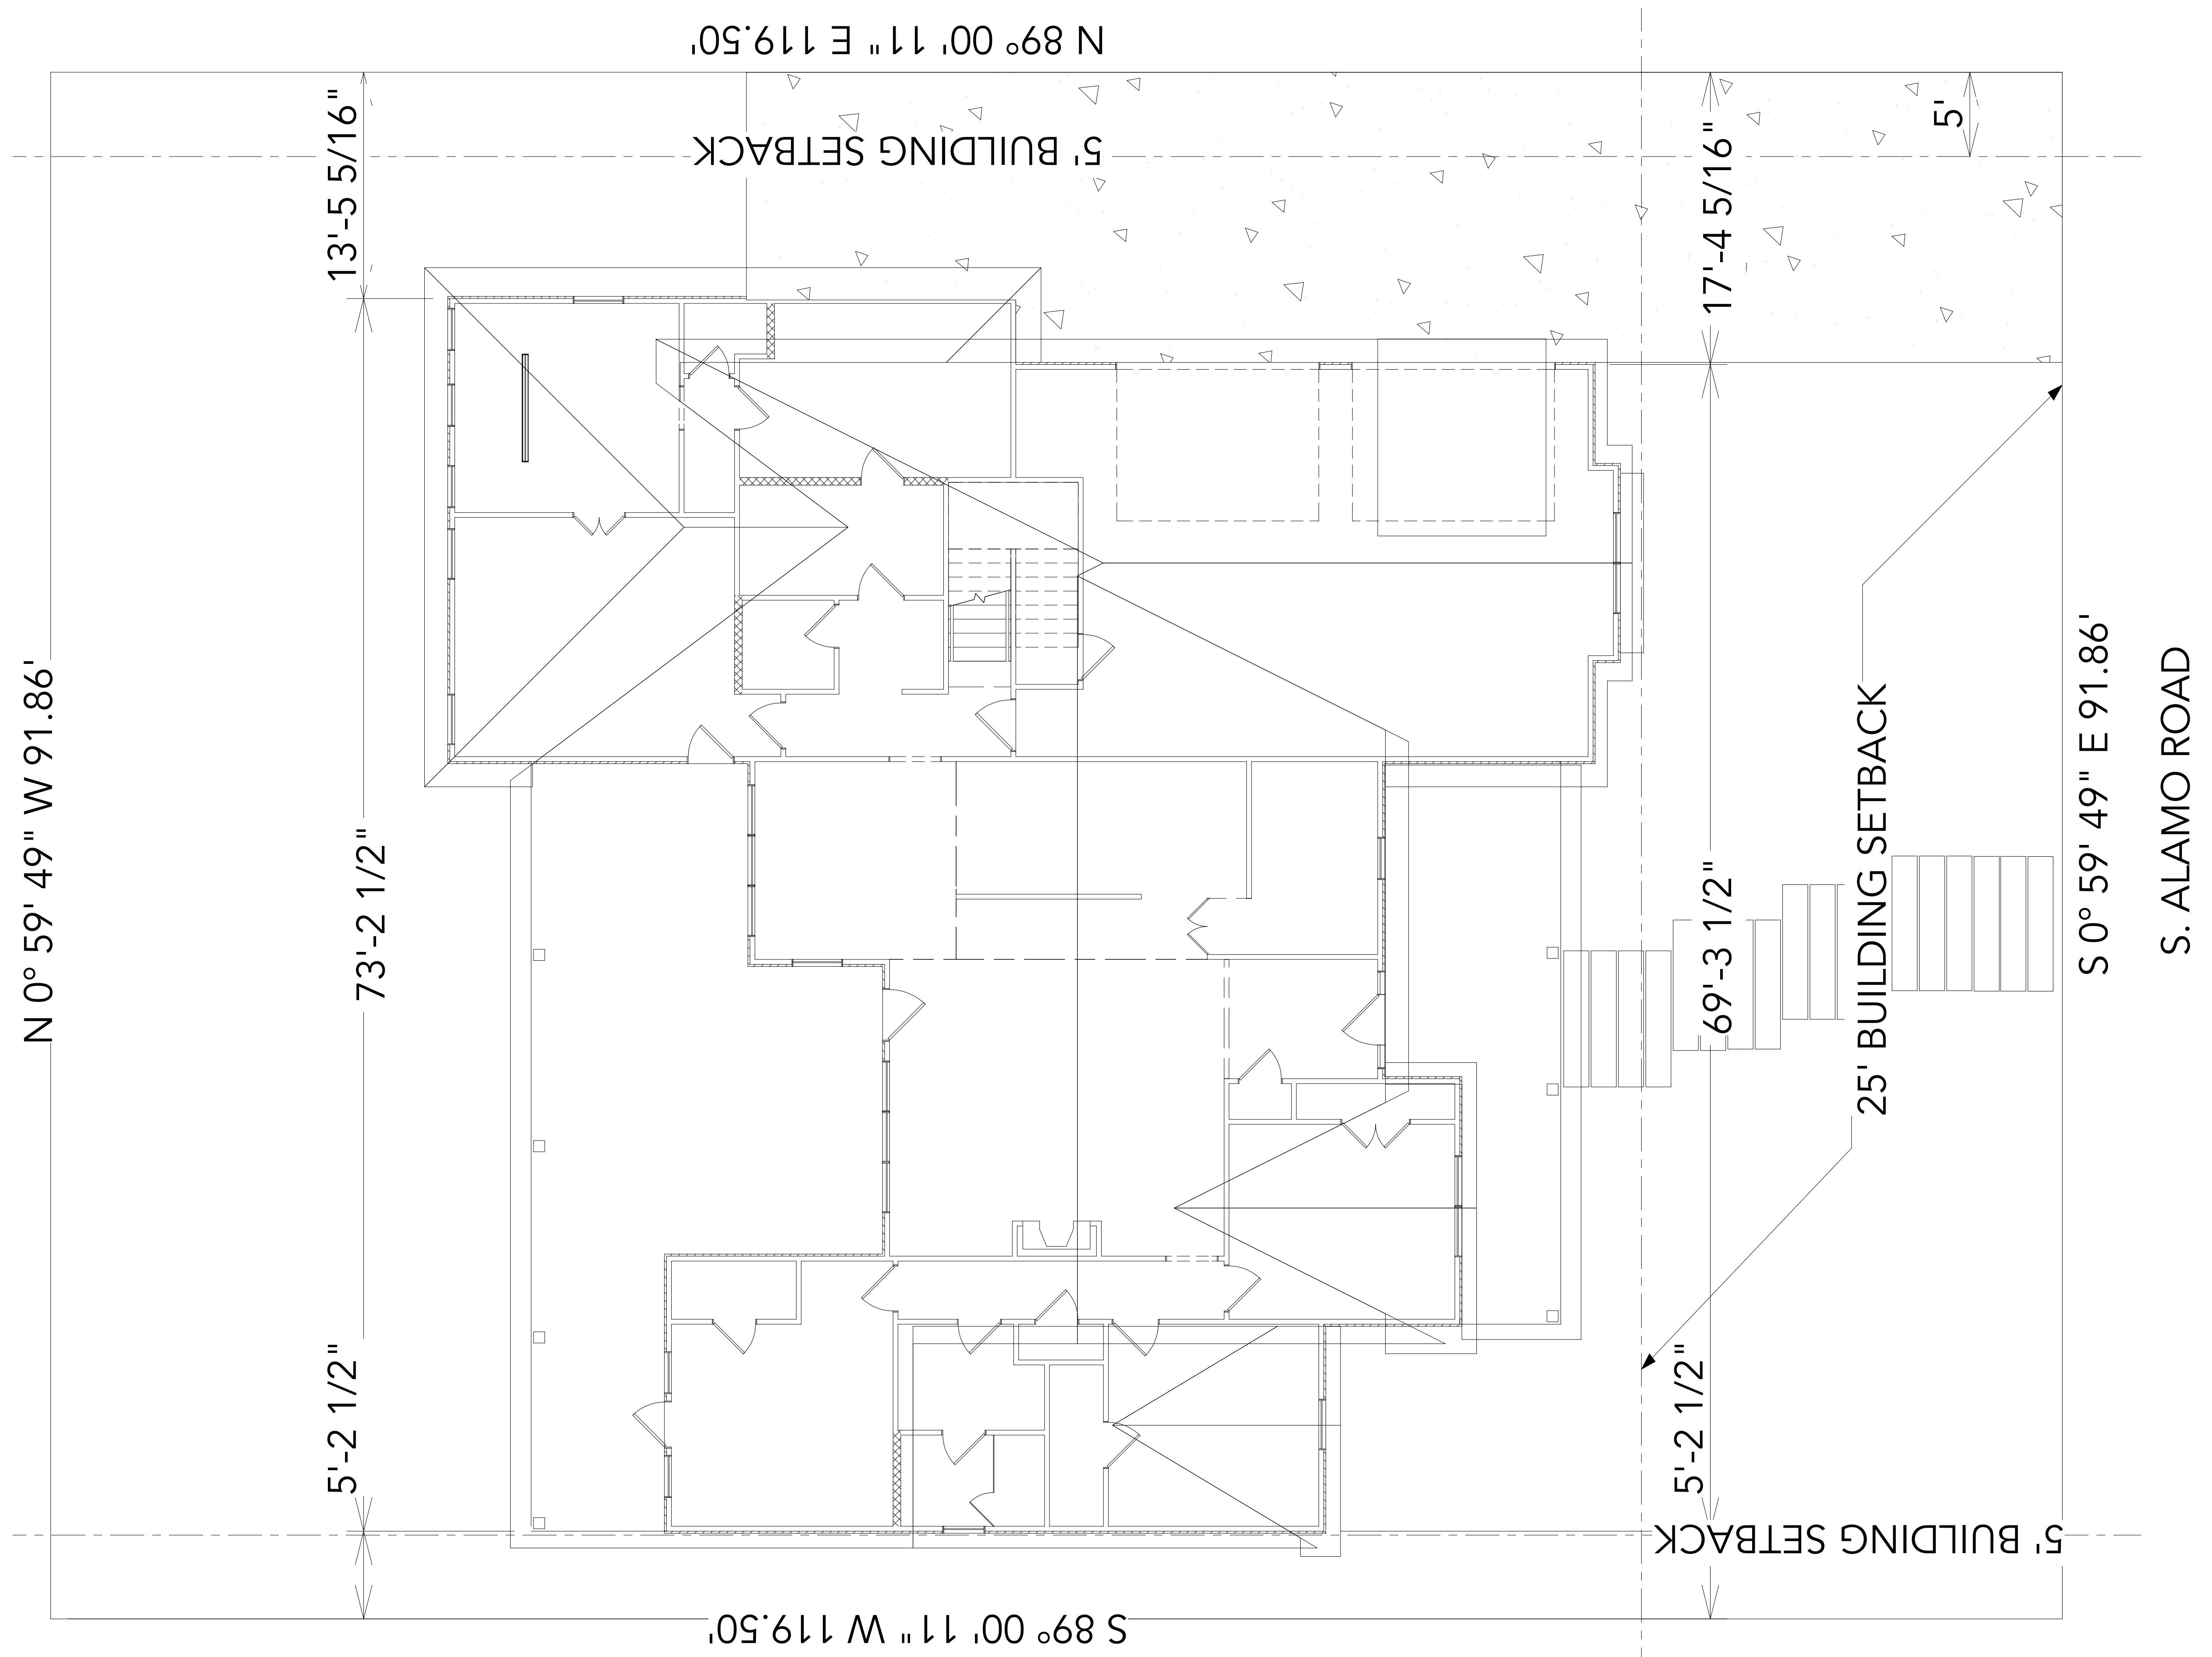 N 89° 00' 11" E 119.50'
13'-5 5/16"
5' BUILDING SETBACK
17'-4 5/16"
5'
N 0° 59' 49" W 91.86'
73'-2 1/2"
69'-3 1/2"
25' BUILDING SETBACK
S 0° 59' 49" E 91.86'
S. ALAMO ROAD
5'-2 1/2"
5'-2 1/2"
5' BUILDING SETBACK
S 89° 00' 11" W 119.50'